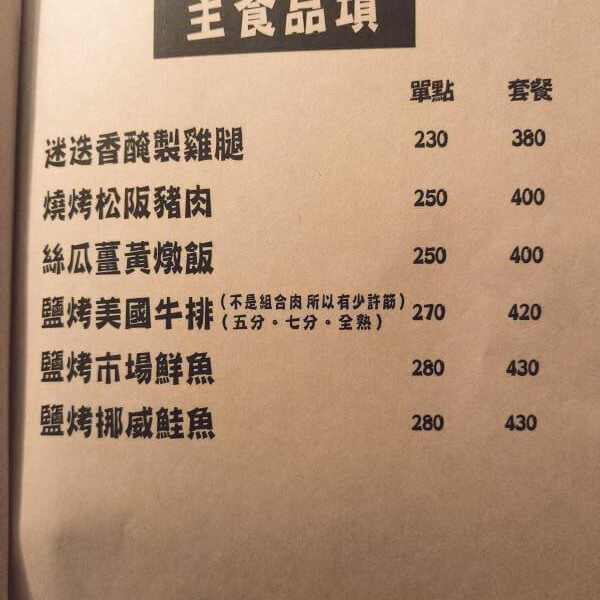 主食品項
單點 套餐
迷迭香醃製雞腿 230 380
燒烤松阪豬肉 250 400
絲瓜薑黃燉飯 250 400
鹽烤美國牛排 (不是組合肉 所以有少許筋) 270 420
(五分。七分。全熟)
鹽烤市場鮮魚 280 430
鹽烤挪威鮭魚 280 430